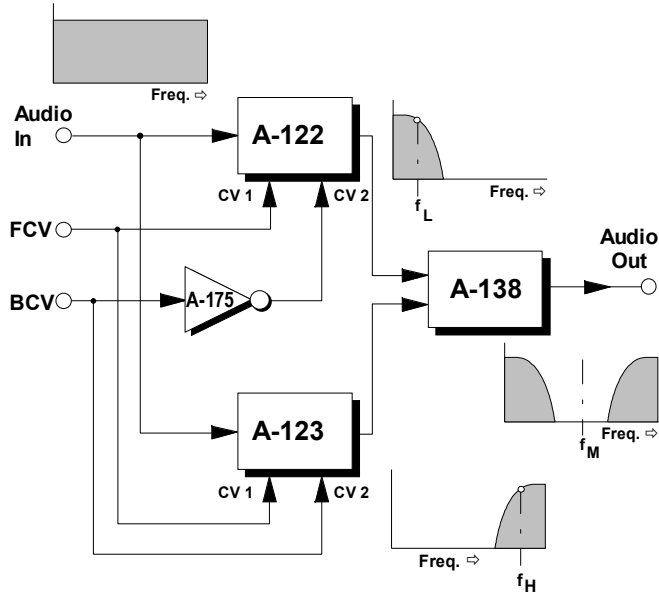 Freq. ⇨
Audio
In
A-122
CV 1
CV 2
Freq. ⇨
f L
FCV
Audio
Out
BCV
A-175
A-138
A-123
Freq. ⇨
f M
CV 1
CV 2
Freq. ⇨
f H